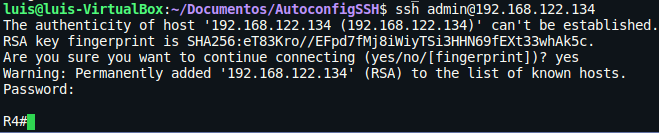 luis@luis-VirtualBox:~/Documentos/AutoconfigSSH$ ssh admin@192.168.122.134
The authenticity of host '192.168.122.134 (192.168.122.134)' can't be established.
RSA key fingerprint is SHA256:eT83Kro//EFpd7fMj8iWiyTSi3HHN69fEXt33whAk5c.
Are you sure you want to continue connecting (yes/no/[fingerprint])? yes
Warning: Permanently added '192.168.122.134' (RSA) to the list of known hosts.
Password:
R4#